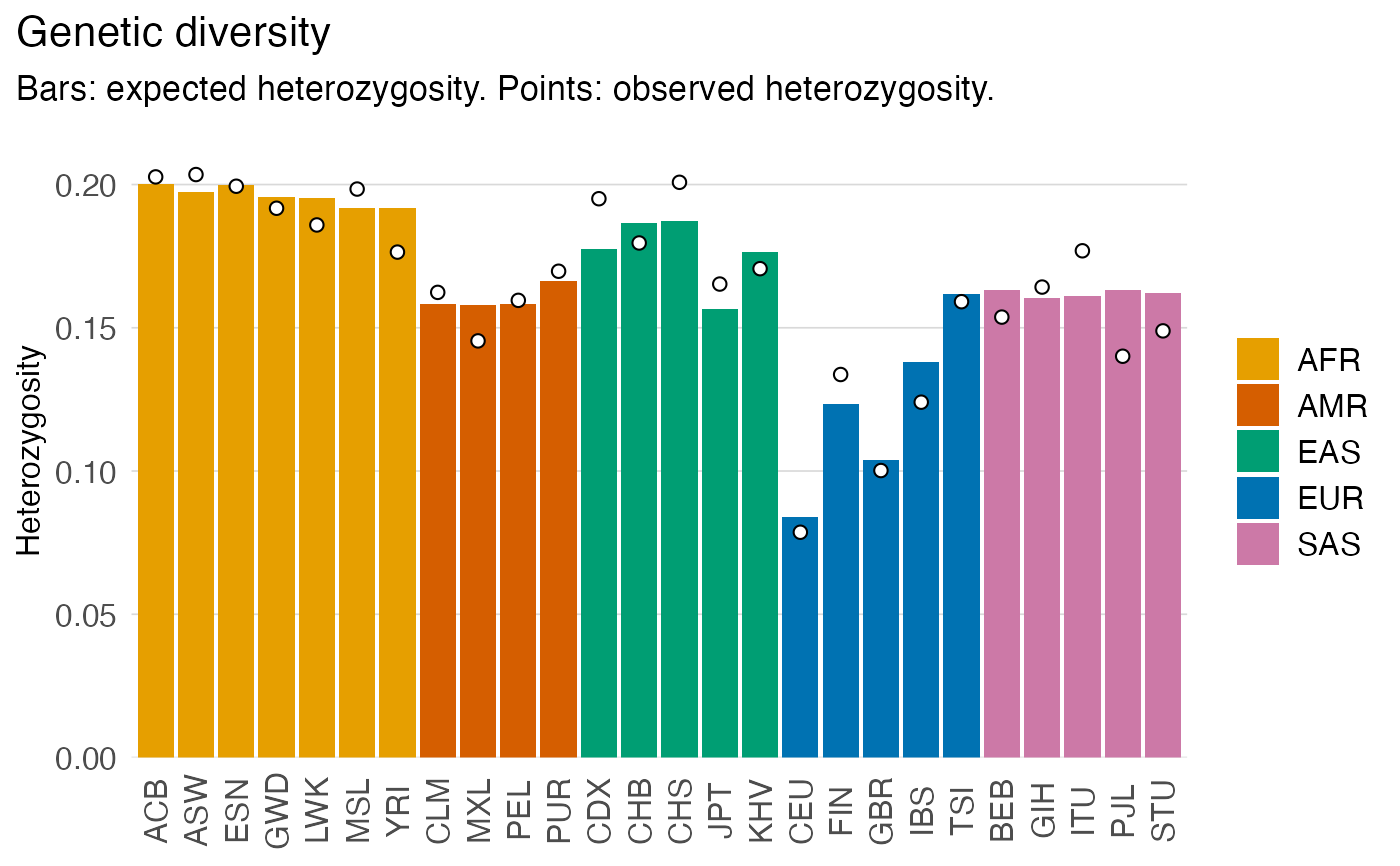 Genetic diversity
Bars: expected heterozygosity. Points: observed heterozygosity.
Heterozygosity
0.20
0.15
0.10
0.05
0.00
ACB
ASW
ESN
GWD
LWK
MSL
YRI
CLM
MXL
PEL
PUR
CDX
CHB
CHS
JPT
KHV
CEU
FIN
GBR
IBS
TSI
BEB
GIH
ITU
PJL
STU
AFR
AMR
EAS
EUR
SAS